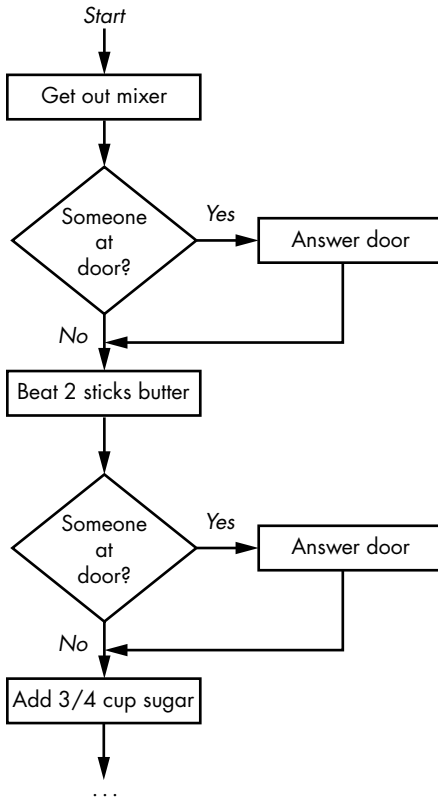 Start
Get out mixer
Someone
at
door?
Yes
Answer door
No
Beat 2 sticks butter
Someone
at
door?
Yes
Answer door
No
Add 3/4 cup sugar
...